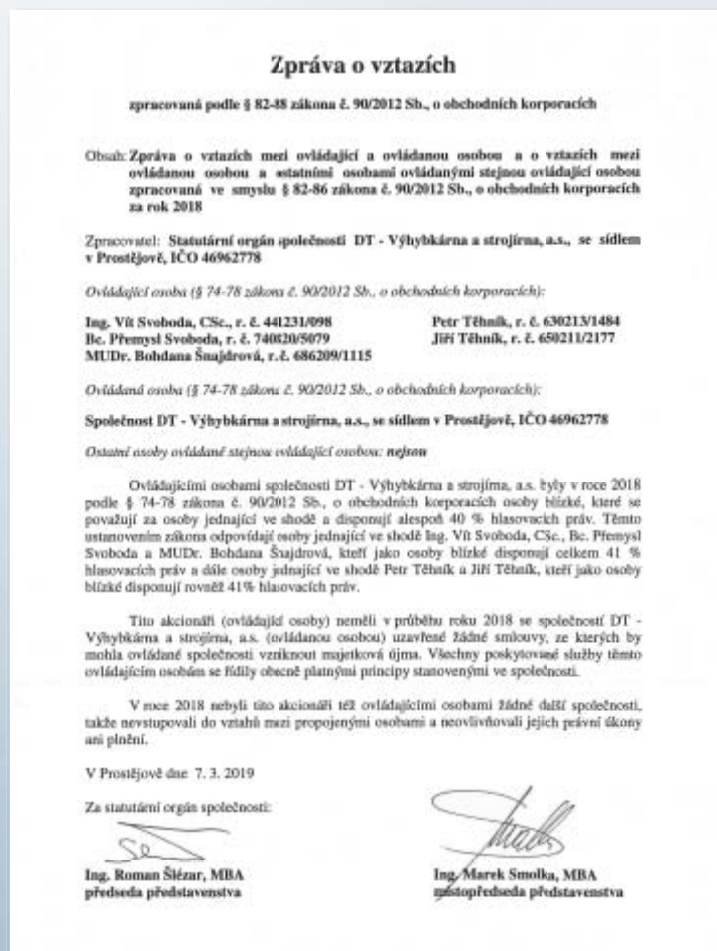 Zpráva o vztazích
zpracovaná podle § 82-88 zákona č. 90/2012 Sb., o obchodních korporacích
Obsah: Zpráva o vztazích mezi ovládající a ovládanou osobou a o vztazích mezi
ovládanou osobou a ostatními osobami ovládanými stejnou ovládající osobou
zpracovaná ve smyslu § 82-86 zákona č. 90/2012 Sb., o obchodních korporacích
za rok 2018
Zpracovatel: Statutární orgán společnosti DT - Výhybkárna a strojírna, a.s., se sídlem
v Prostějově, IČO 46962778
Ovládající osoba (§ 74-78 zákona č. 90/2012 Sb., o obchodních korporacích):
Ing. Vít Svoboda, CSc., r. č. 441231/098 Petr Těhník, r. č. 630213/1484
Bc. Přemysl Svoboda, r. č. 740820/5079 Jiří Těhník, r. č. 650211/2177
MUDr. Bohdana Šnajdrová, r.č. 686209/1115
Ovládaná osoba (§ 74-78 zákona č. 90/2012 Sb., o obchodních korporacích):
Společnost DT - Výhybkárna a strojírna, a.s., se sídlem v Prostějově, IČO 46962778
Ostatní osoby ovládané stejnou ovládající osobou: nejsou
Ovládajícími osobami společnosti DT - Výhybkárna a strojírna, a.s. byly v roce 2018
podle § 74-78 zákona č. 90/2012 Sb., o obchodních korporacích osoby blízké, které se
považují za osoby jednající ve shodě a disponují alespoň 40 % hlasovacích práv. Těmto
ustanovením zákona odpovídají osoby jednající ve shodě Ing. Vít Svoboda, CSc., Bc. Přemysl
Svoboda a MUDr. Bohdana Šnajdrová, kteří jako osoby blízké disponují celkem 41 %
hlasovacích práv a dále osoby jednající ve shodě Petr Těhník a Jiří Těhník, kteří jako osoby
blízké disponují rovněž 41% hlasovacích práv.
Tito akcionáři (ovládající osoby) neměli v průběhu roku 2018 se společností DT -
Výhybkárna a strojírna, a.s. (ovládanou osobou) uzavřené žádné smlouvy, ze kterých by
mohla ovládané společnosti vzniknout majetková újma. Všechny poskytované služby těmto
ovládajícím osobám se řídily obecně platnými principy stanovenými ve společnosti.
V roce 2018 nebyli tito akcionáři též ovládajícími osobami žádné další společnosti,
takže nevstupovali do vztahů mezi propojenými osobami a neovlivňovali jejich právní úkony
ani plnění.
V Prostějově dne 7. 3. 2019
Za statutární orgán společnosti:
Ing. Roman Šlézar, MBA Ing. Marek Smolka, MBA
předseda představenstva místopředseda představenstva